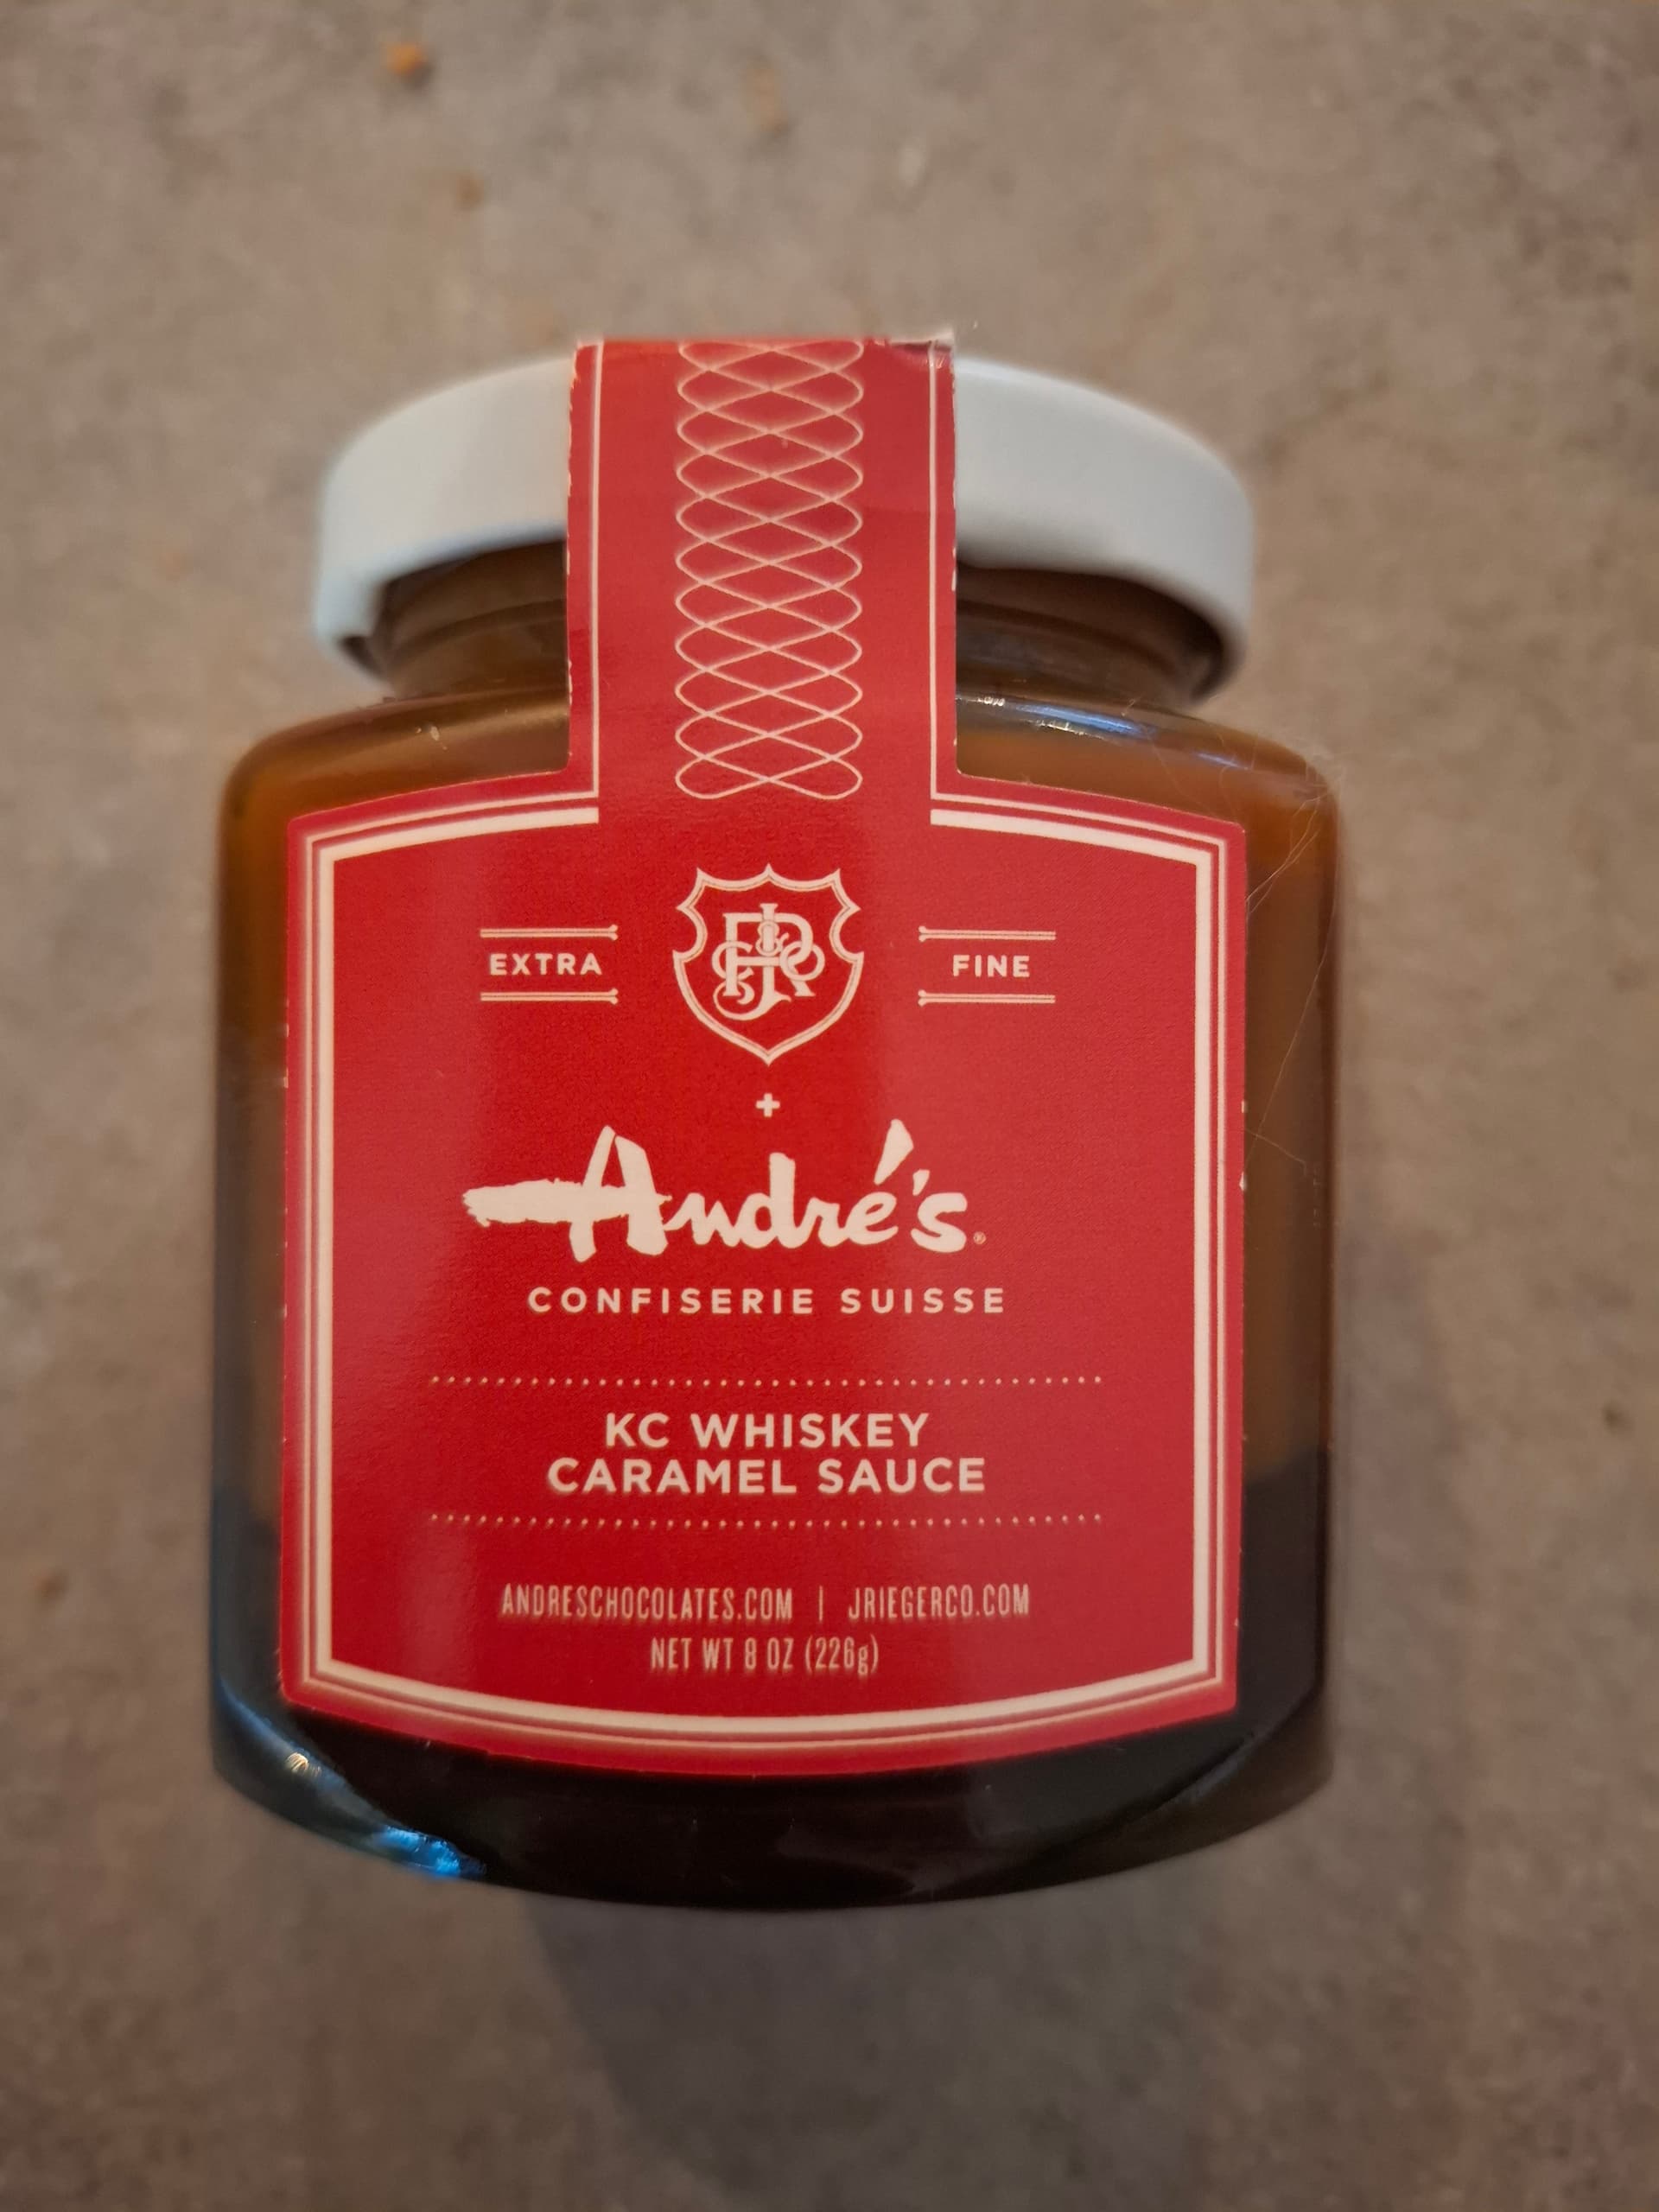 EXTRA FINE
+
André's®
CONFISERIE SUISSE
KC WHISKEY
CARAMEL SAUCE
ANDRESCHOCOLATES.COM | JRIEGERCO.COM
NET WT 8 OZ (226g)